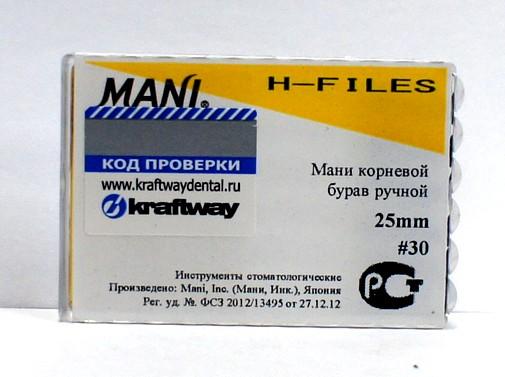 MANI®
H-FILES
КОД ПРОВЕРКИ
www.kraftwaydental.ru
kraftway
Мани корневой
бурав ручной
25mm
#30
Инструменты стоматологические
Произведено: Mani, Inc. (Мани, Инк.), Япония
Рег. уд. №. ФСЗ 2012/13495 от 27.12.12
РСТ